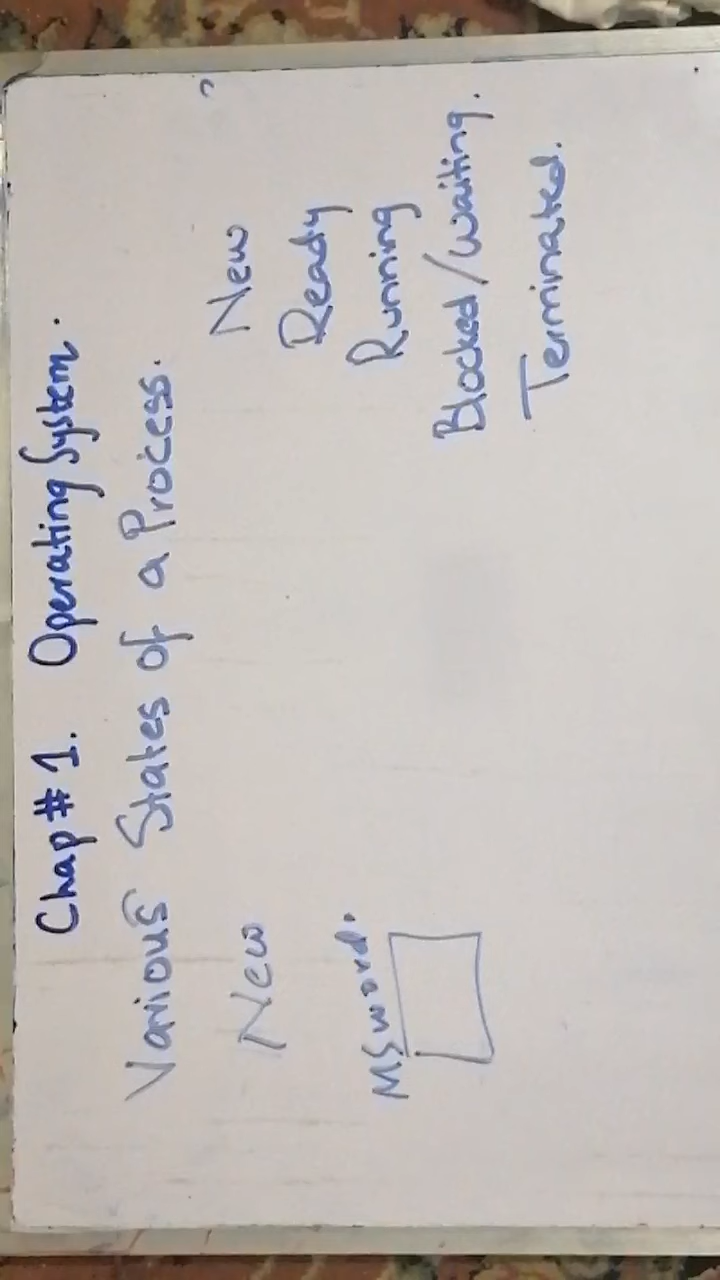 Chap # 1. Operating System.
Various States of a Process.
New
MS word.
New
Ready
Running
Blocked/waiting.
Terminated.